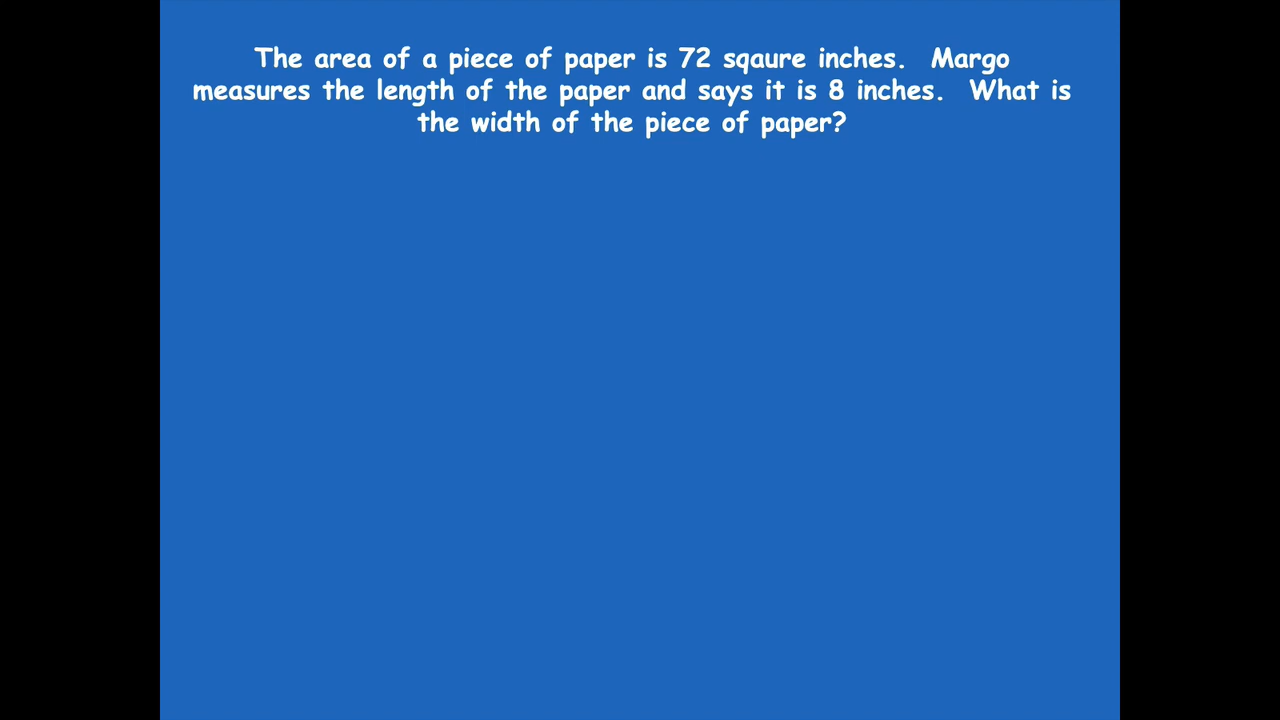 The area of a piece of paper is 72 sqaure inches.  Margo
measures the length of the paper and says it is 8 inches.  What is
the width of the piece of paper?